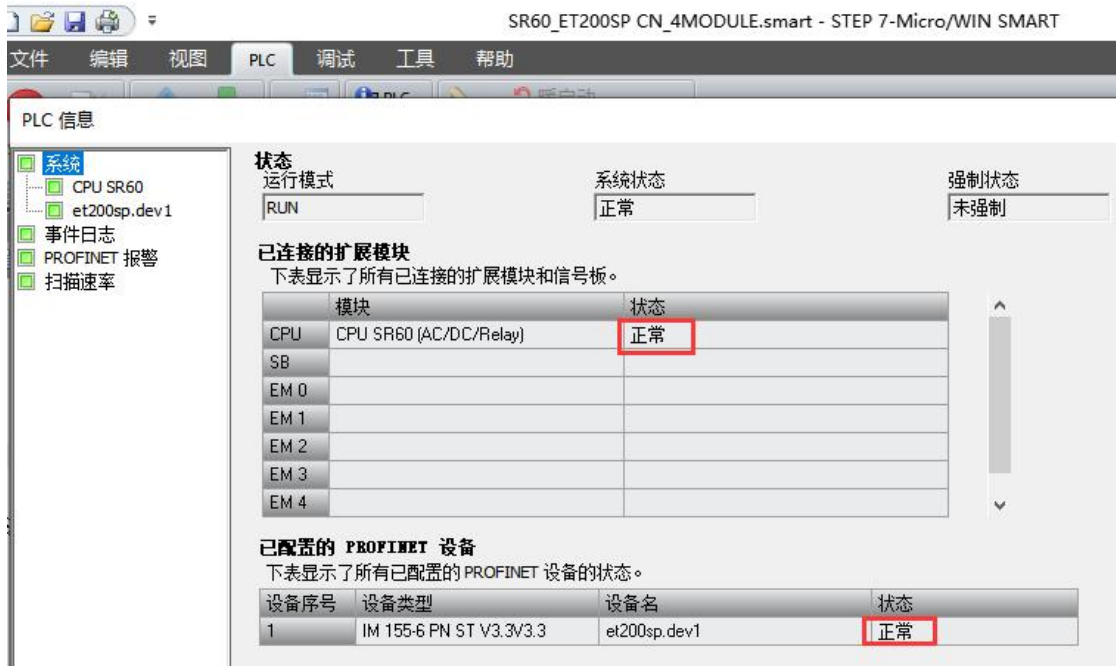 SR60_ET200SP CN_4MODULE.smart - STEP 7-Micro/WIN SMART
文件 编辑 视图 PLC 调试 工具 帮助
PLC 信息
系统
CPU SR60
et200sp.dev1
事件日志
PROFINET 报警
扫描速率
状态
运行模式 系统状态 强制状态
RUN 正常 未强制
已连接的扩展模块
下表显示了所有已连接的扩展模块和信号板。
模块 状态
CPU CPU SR60 (AC/DC/Relay) 正常
SB
EM 0
EM 1
EM 2
EM 3
EM 4
已配置的 PROFINET 设备
下表显示了所有已配置的 PROFINET 设备的状态。
设备序号 设备类型 设备名 状态
1 IM 155-6 PN ST V3.3V3.3 et200sp.dev1 正常